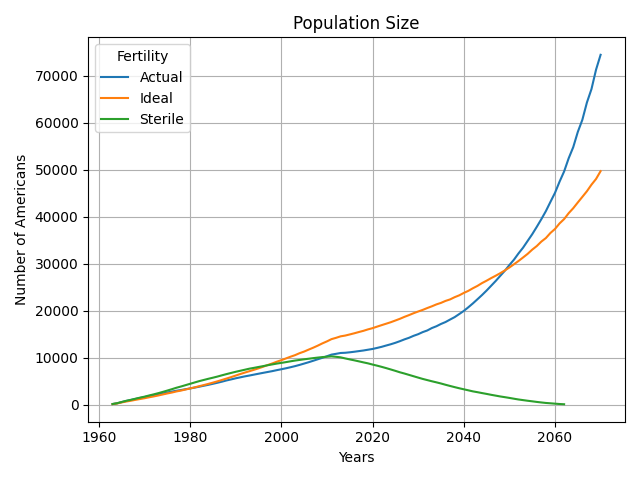 Population Size
Fertility
Actual
Ideal
Sterile
Number of Americans
70000
60000
50000
40000
30000
20000
10000
0
1960
1980
2000
2020
2040
2060
Years